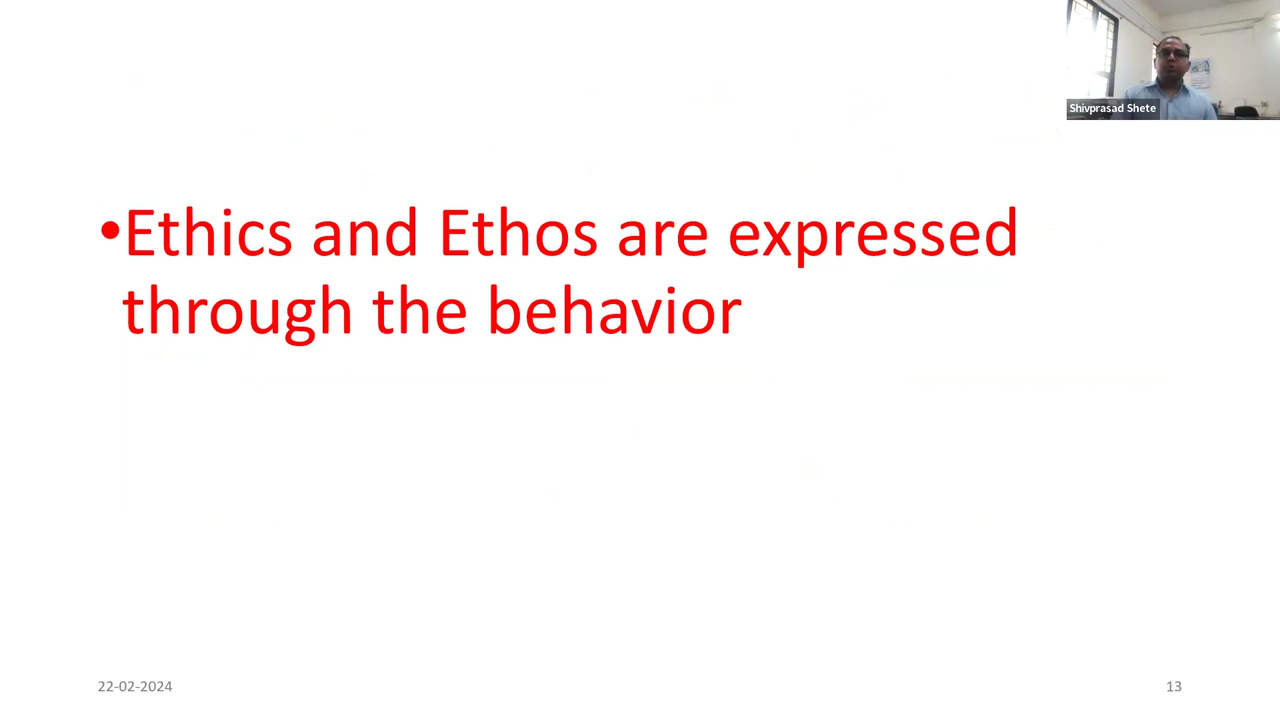 Shivprasad Shete
•Ethics and Ethos are expressed
through the behavior
22-02-2024
13